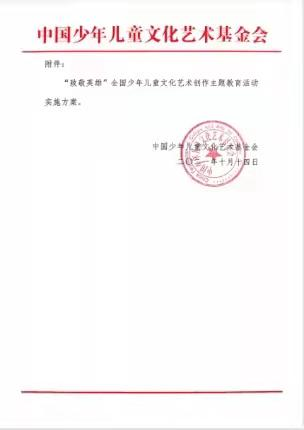 中国少年儿童文化艺术基金会
附件：
“致敬英雄”全国少年儿童文化艺术创作主题教育活动
实施方案。
中国少年儿童文化艺术基金会
二〇二一年十月十四日